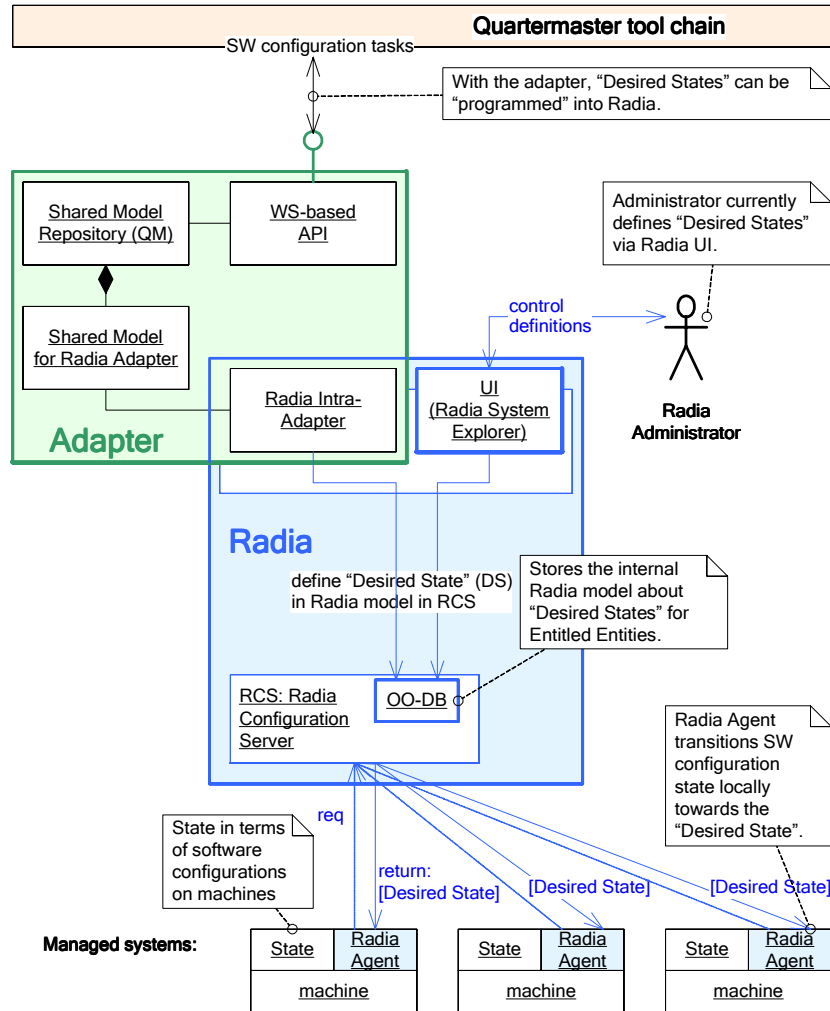 Quartermaster tool chain
SW configuration tasks
With the adapter, “Desired States” can be
“programmed” into Radia.
Shared Model
Repository (QM)
WS-based
API
Administrator currently
defines “Desired States”
via Radia UI.
control
definitions
Shared Model
for Radia Adapter
Radia Intra-
Adapter
UI
(Radia System
Explorer)
Radia
Administrator
Adapter
Radia
define “Desired State” (DS)
in Radia model in RCS
Stores the internal
Radia model about
“Desired States” for
Entitled Entities.
RCS: Radia
Configuration
Server
OO-DB
Radia Agent
transitions SW
configuration
state locally
towards the
“Desired State”.
State in terms
of software
configurations
on machines
req
return:
[Desired State]
[Desired State]
[Desired State]
Managed systems:
State
Radia
Agent
machine
State
Radia
Agent
machine
State
Radia
Agent
machine